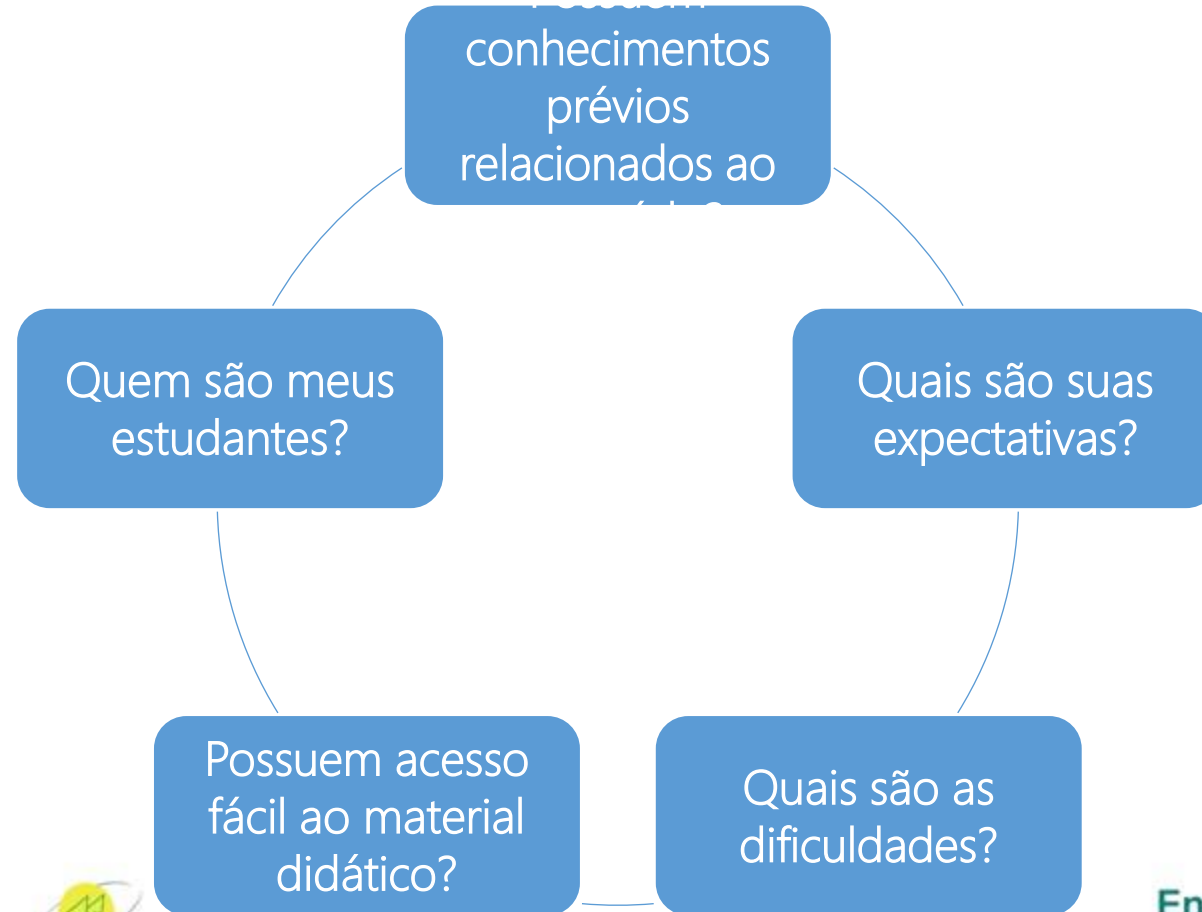 conhecimentos
prévios
relacionados ao
Quem são meus
estudantes?
Quais são suas
expectativas?
Possuem acesso
fácil ao material
didático?
Quais são as
dificuldades?
En